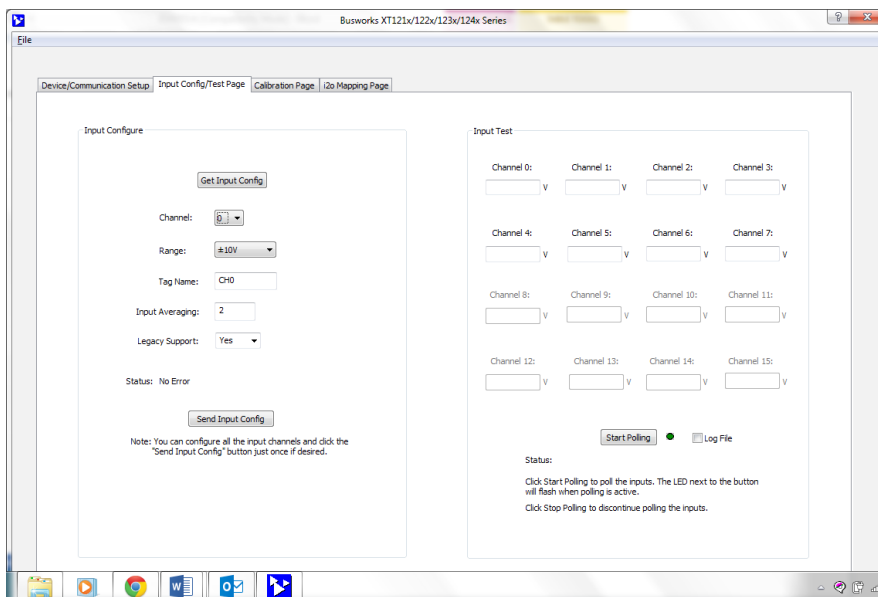 Busworks XT121x/122x/123x/124x Series
File
Device/Communication Setup Input Config/Test Page Calibration Page i2o Mapping Page
Input Configure
Get Input Config
Channel: 0
Range: ±10V
Tag Name: CH0
Input Averaging: 2
Legacy Support: Yes
Status: No Error
Send Input Config
Note: You can configure all the input channels and click the
"Send Input Config" button just once if desired.
Input Test
Channel 0: Channel 1: Channel 2: Channel 3:
V V V V
Channel 4: Channel 5: Channel 6: Channel 7:
V V V V
Channel 8: Channel 9: Channel 10: Channel 11:
V V V V
Channel 12: Channel 13: Channel 14: Channel 15:
V V V V
Start Polling Log File
Status:
Click Start Polling to poll the inputs. The LED next to the button
will flash when polling is active.
Click Stop Polling to discontinue polling the inputs.